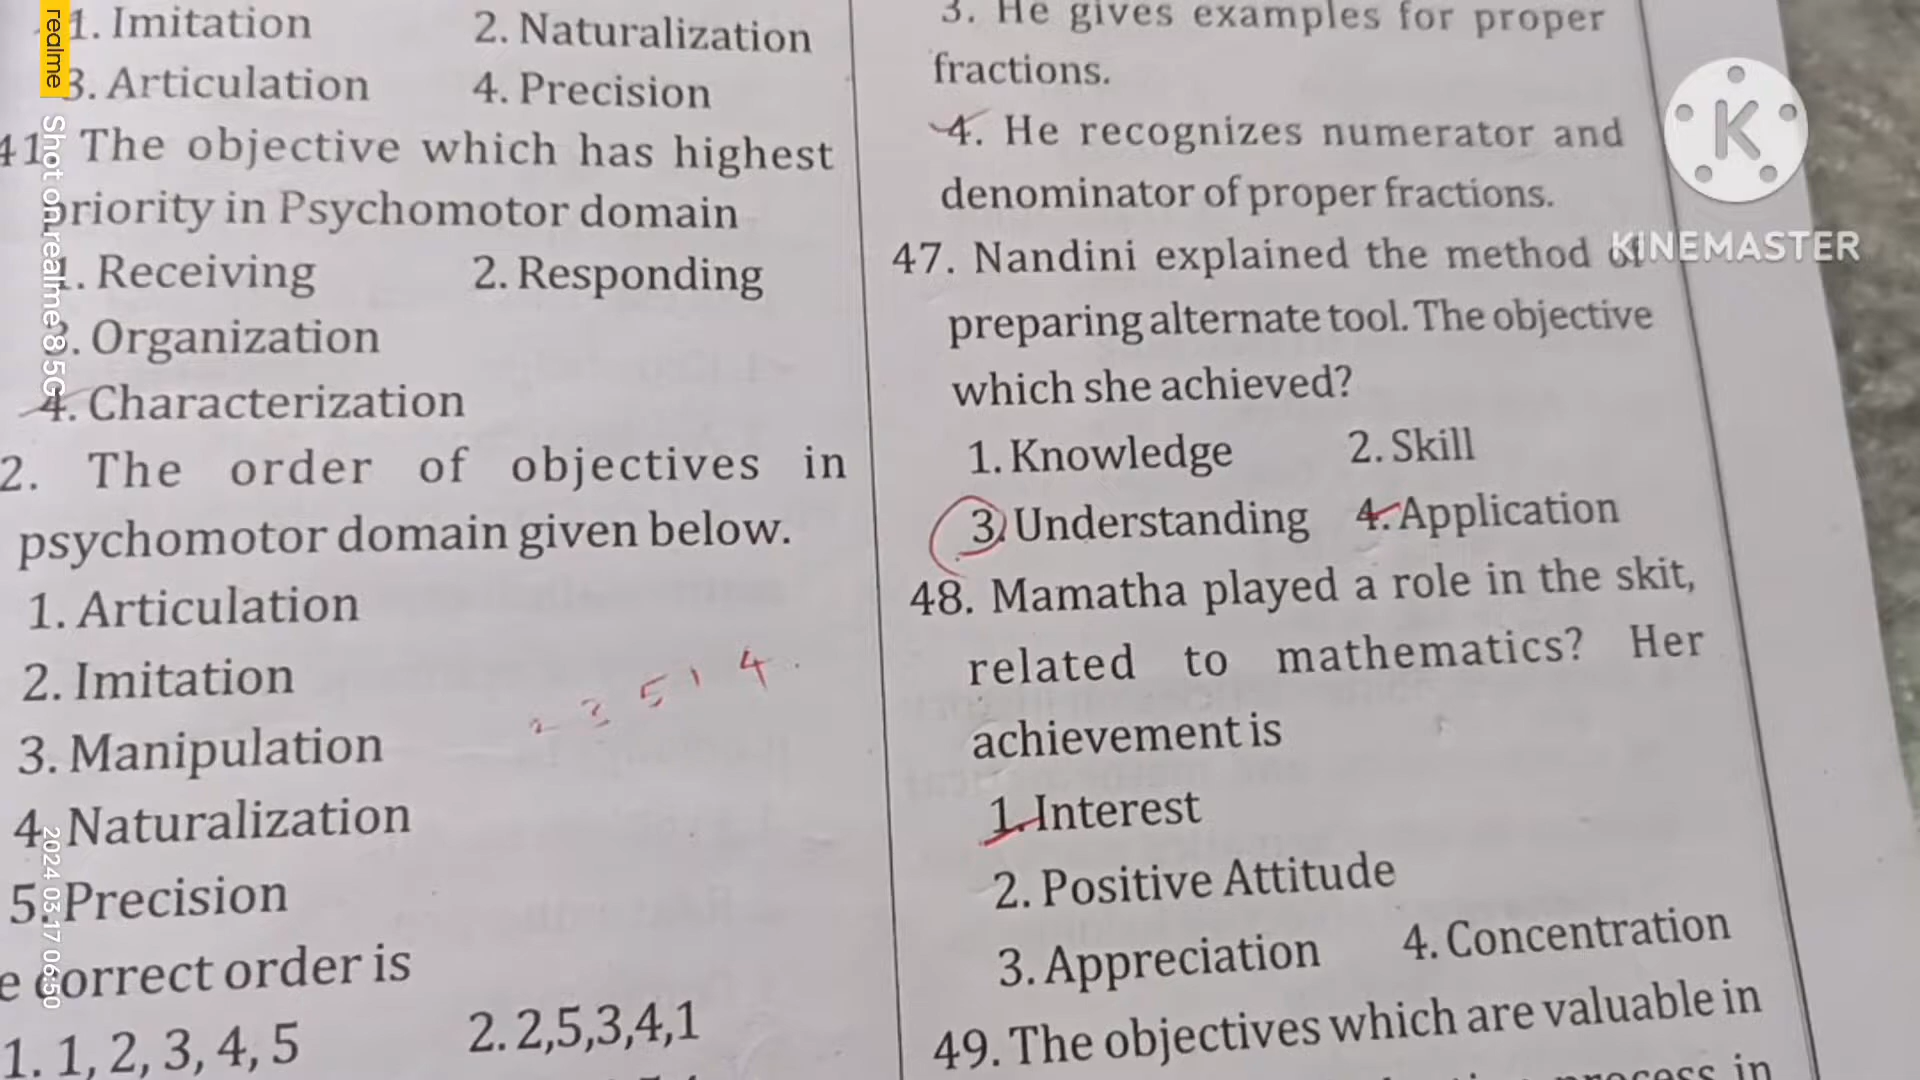 1. Imitation 2. Naturalization
3. Articulation 4. Precision
41 The objective which has highest
priority in Psychomotor domain
1. Receiving 2. Responding
3. Organization
4. Characterization
2. The order of objectives in
psychomotor domain given below.
1. Articulation
2. Imitation
3. Manipulation
4. Naturalization
5. Precision
e correct order is
1. 1, 2, 3, 4, 5 2. 2,5,3,4,1
2 3 5 1 4
3. He gives examples for proper
fractions.
4. He recognizes numerator and
denominator of proper fractions.
47. Nandini explained the method of
preparing alternate tool. The objective
which she achieved?
1. Knowledge 2. Skill
3. Understanding 4. Application
48. Mamatha played a role in the skit,
related to mathematics? Her
achievement is
1. Interest
2. Positive Attitude
3. Appreciation 4. Concentration
49. The objectives which are valuable in
process in
K
KINEMASTER
realme
Shot on realme 8 5G
2024 03 17 06:50